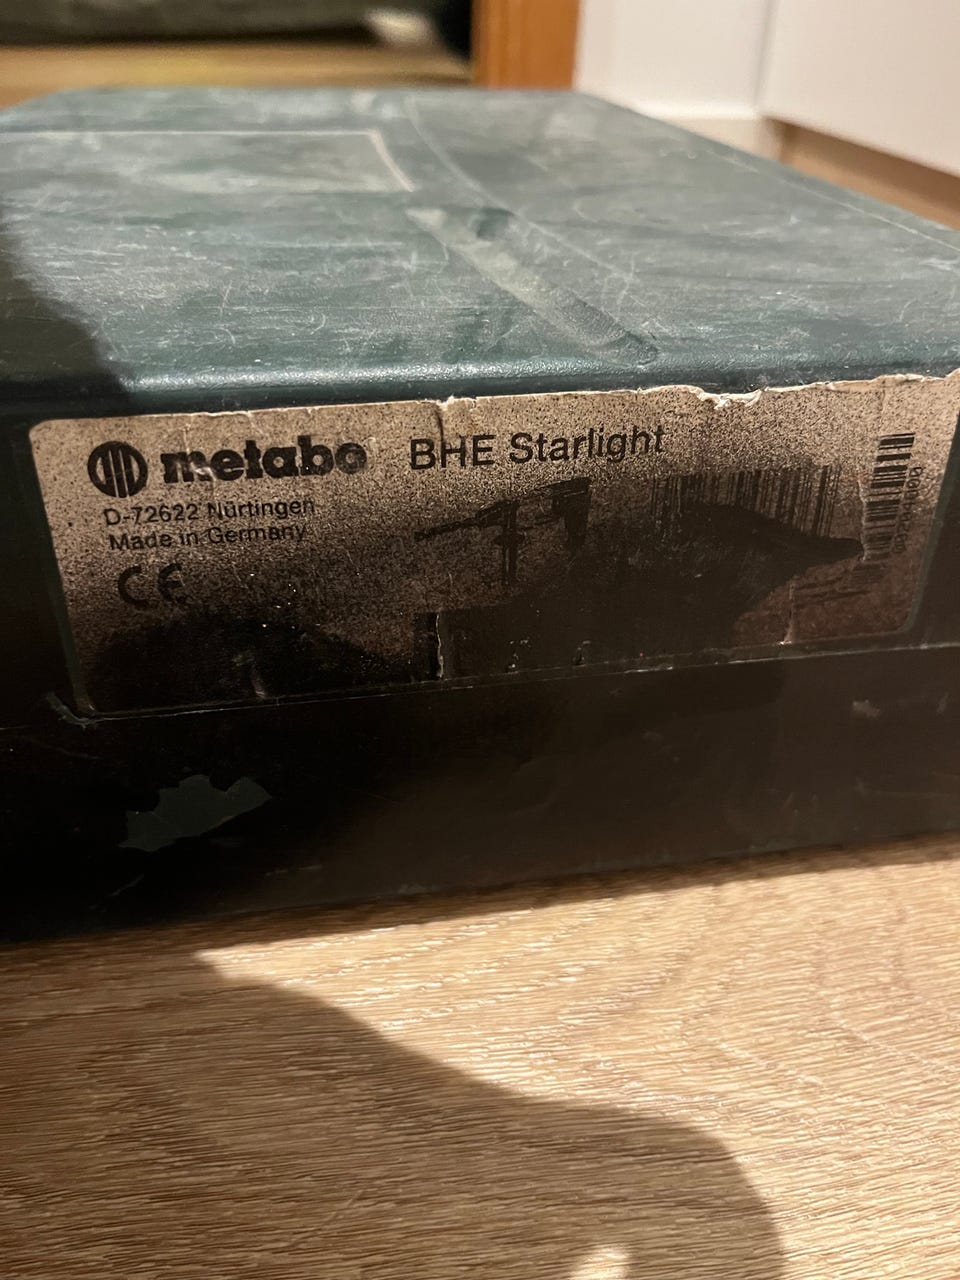 metabo
BHE Starlight
D-72622 Nürtingen
Made in Germany
CE